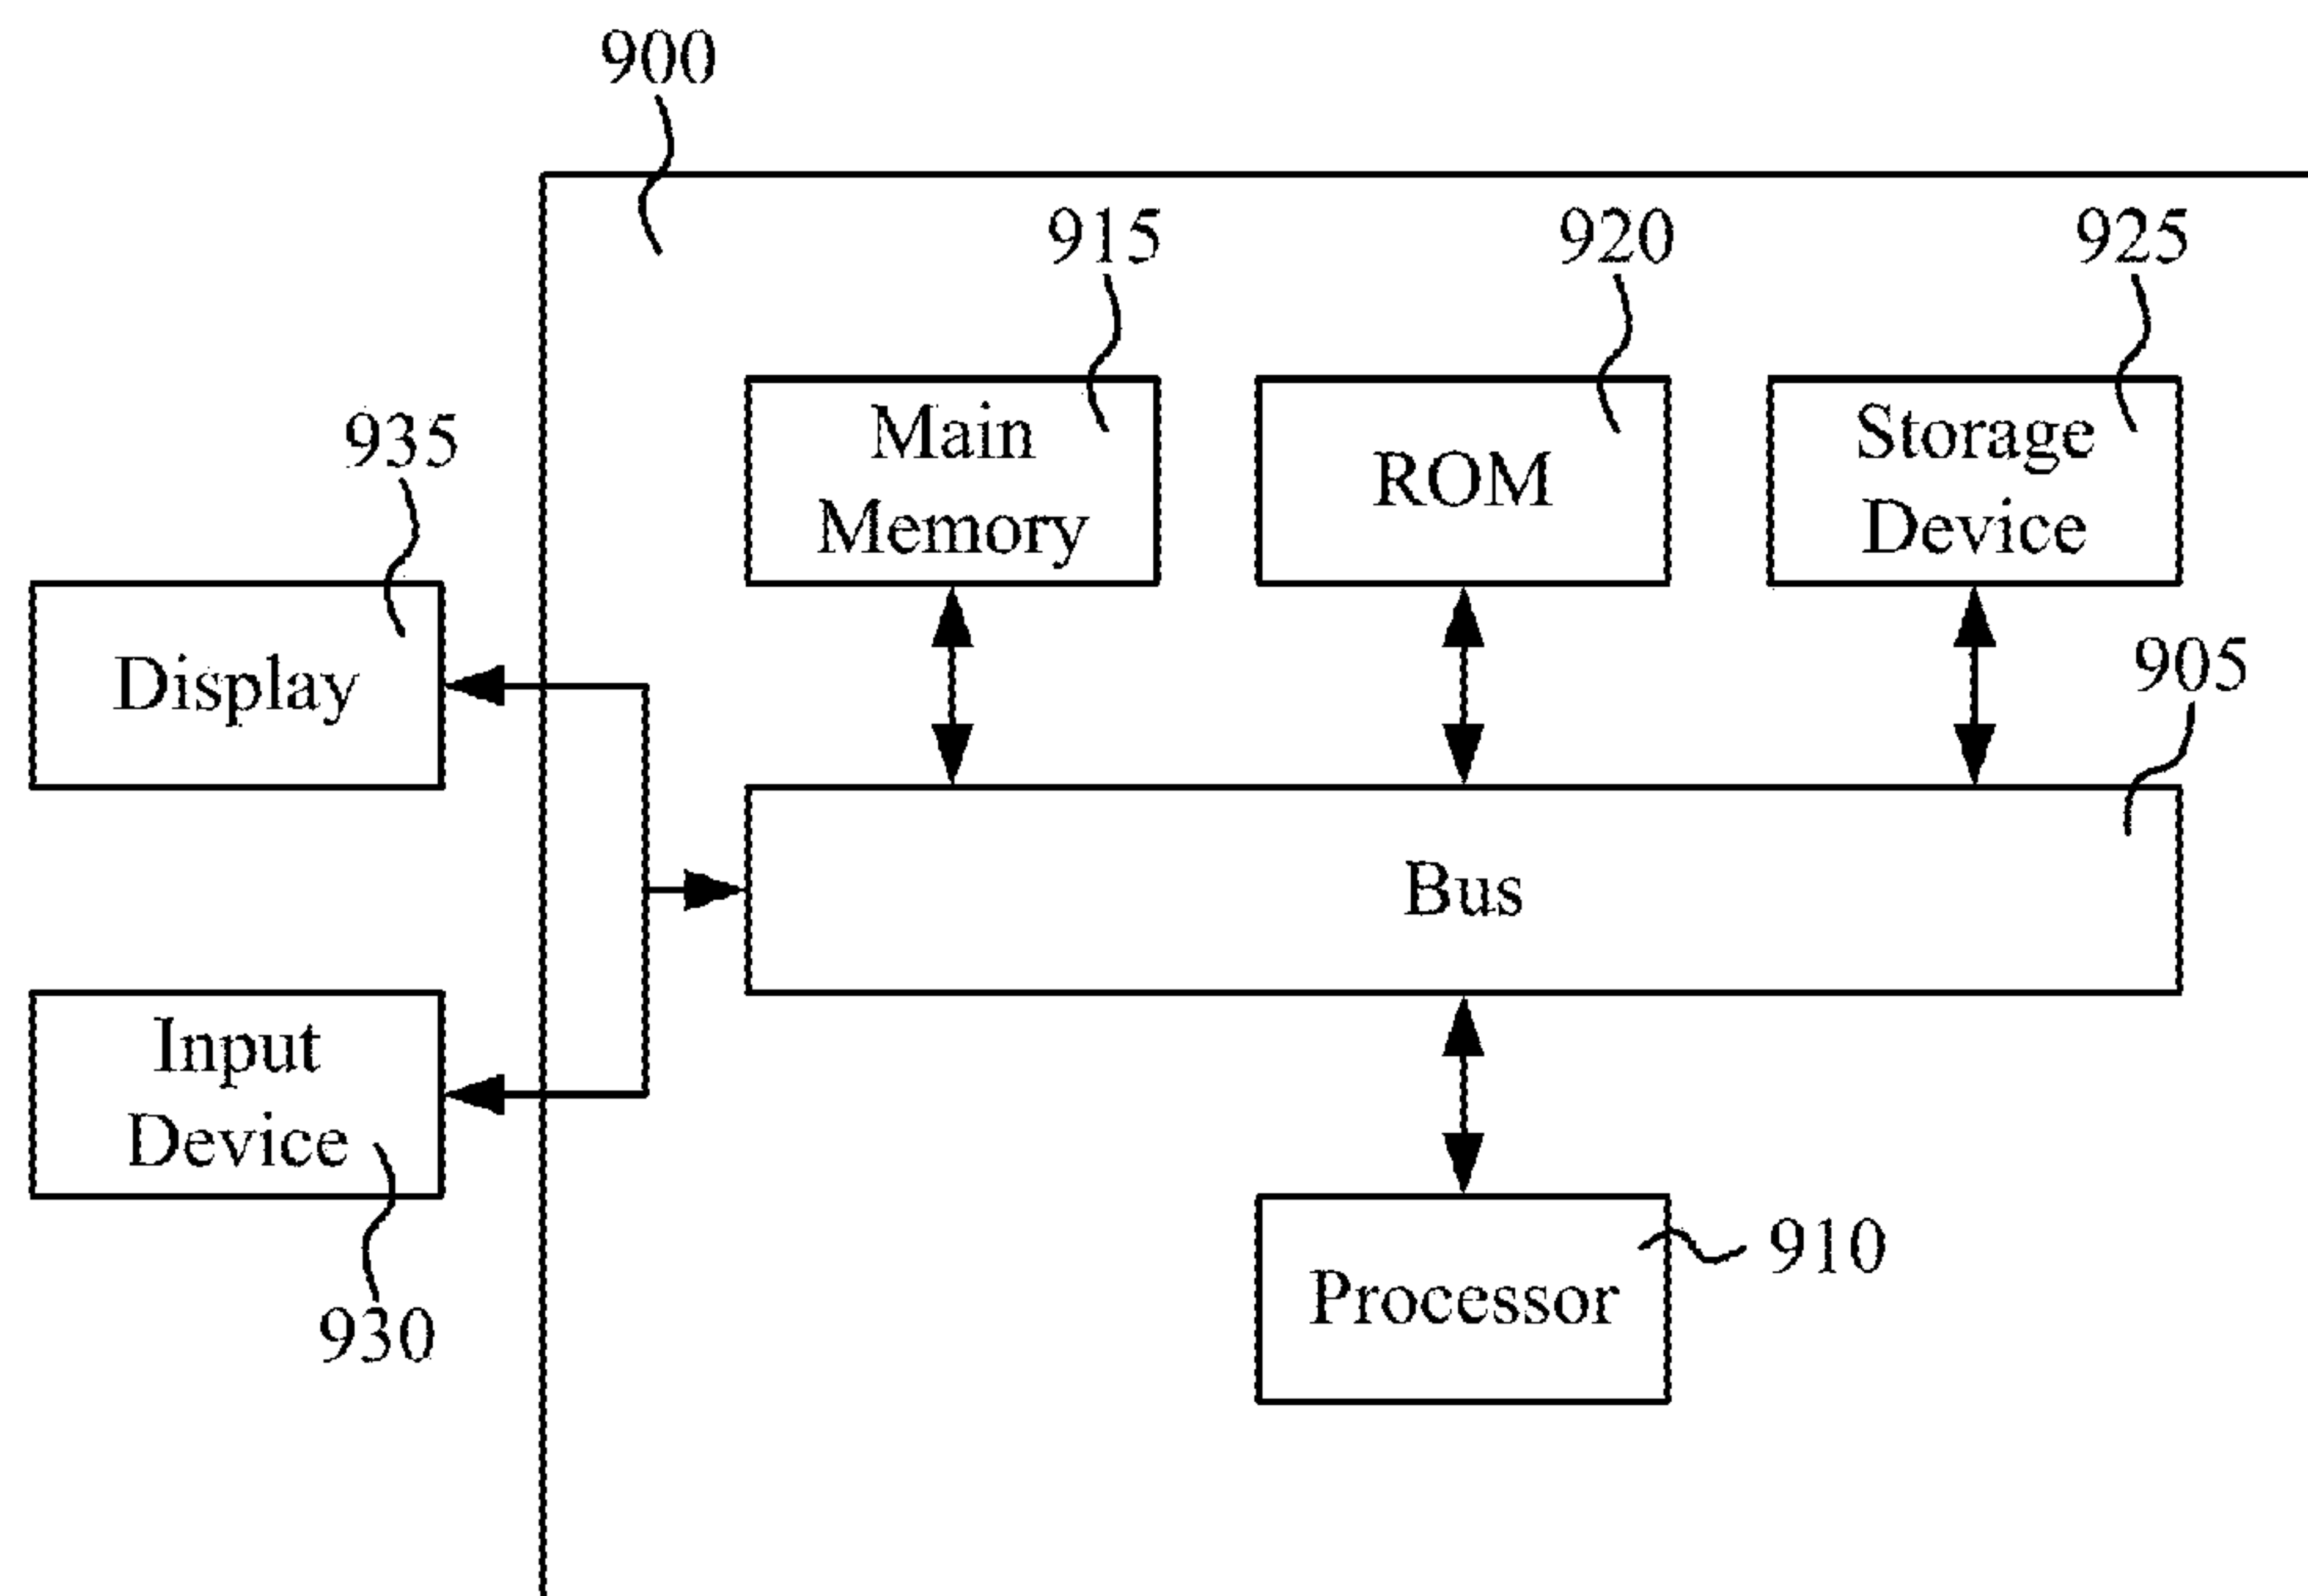 900
915
920
925
Main
Memory
ROM
Storage
Device
935
Display
905
Bus
Input
Device
930
Processor
910